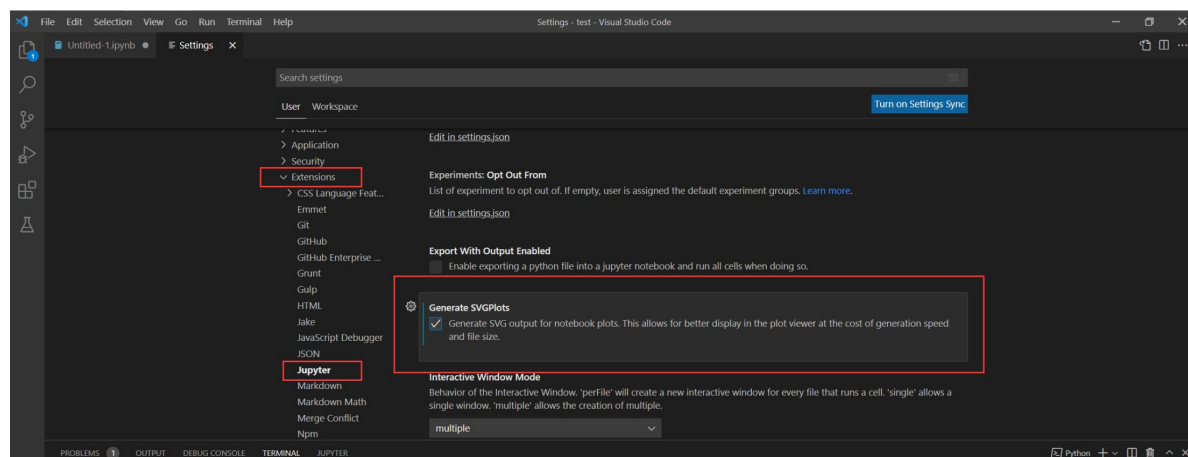 File Edit Selection View Go Run Terminal Help
Settings - test - Visual Studio Code
Untitled-1.ipynb
Settings
1
Search settings
User Workspace
Turn on Settings Sync
Features
Application
Security
Extensions
CSS Language Feat...
Emmet
Git
GitHub
GitHub Enterprise ...
Grunt
Gulp
HTML
Jake
JavaScript Debugger
JSON
Jupyter
Markdown
Markdown Math
Merge Conflict
Npm
Edit in settings.json
Experiments: Opt Out From
List of experiment to opt out of. If empty, user is assigned the default experiment groups. Learn more.
Edit in settings.json
Export With Output Enabled
Enable exporting a python file into a jupyter notebook and run all cells when doing so.
Generate SVGPlots
Generate SVG output for notebook plots. This allows for better display in the plot viewer at the cost of generation speed
and file size.
Interactive Window Mode
Behavior of the Interactive Window. 'perFile' will create a new interactive window for every file that runs a cell. 'single' allows a
single window. 'multiple' allows the creation of multiple.
multiple
PROBLEMS 1 OUTPUT DEBUG CONSOLE TERMINAL JUPYTER
Python